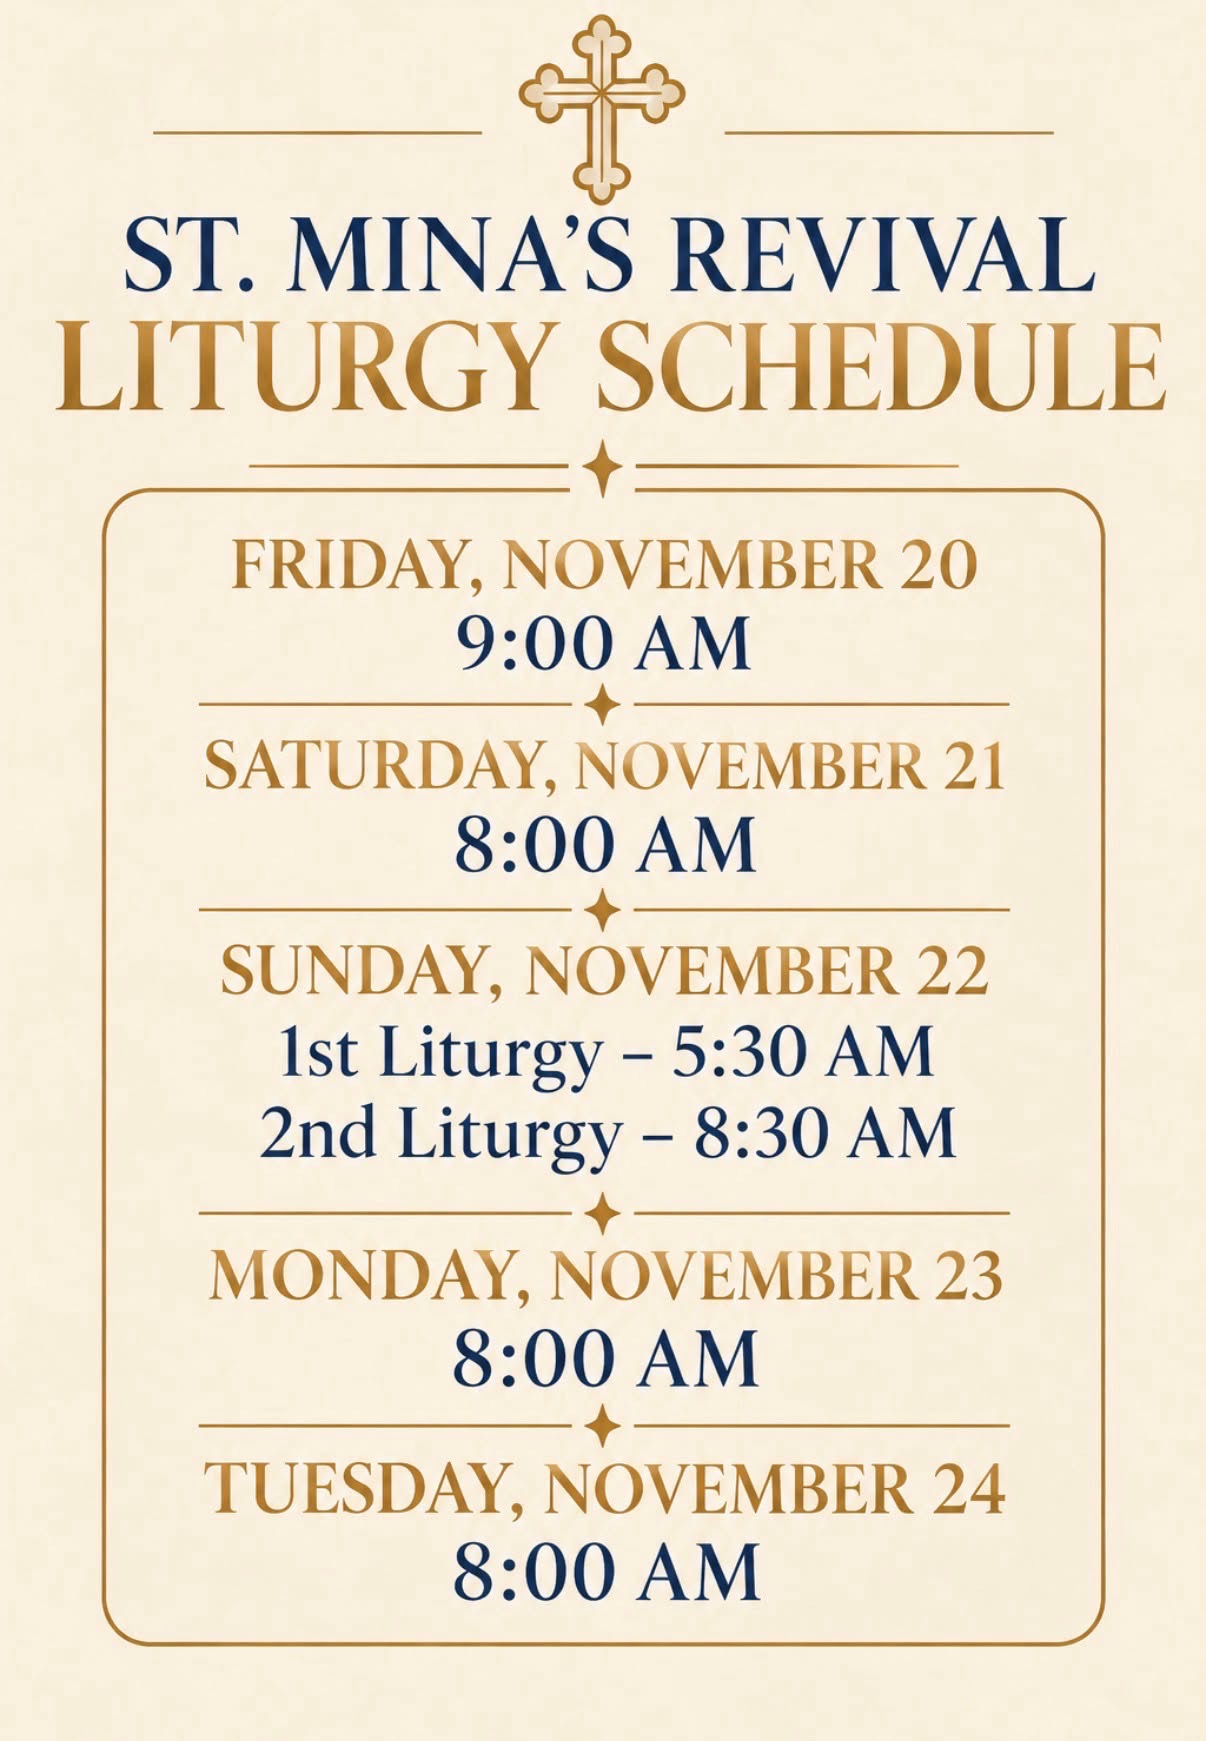 ST. MINA’S REVIVAL
LITURGY SCHEDULE
FRIDAY, NOVEMBER 20
9:00 AM
SATURDAY, NOVEMBER 21
8:00 AM
SUNDAY, NOVEMBER 22
1st Liturgy – 5:30 AM
2nd Liturgy – 8:30 AM
MONDAY, NOVEMBER 23
8:00 AM
TUESDAY, NOVEMBER 24
8:00 AM